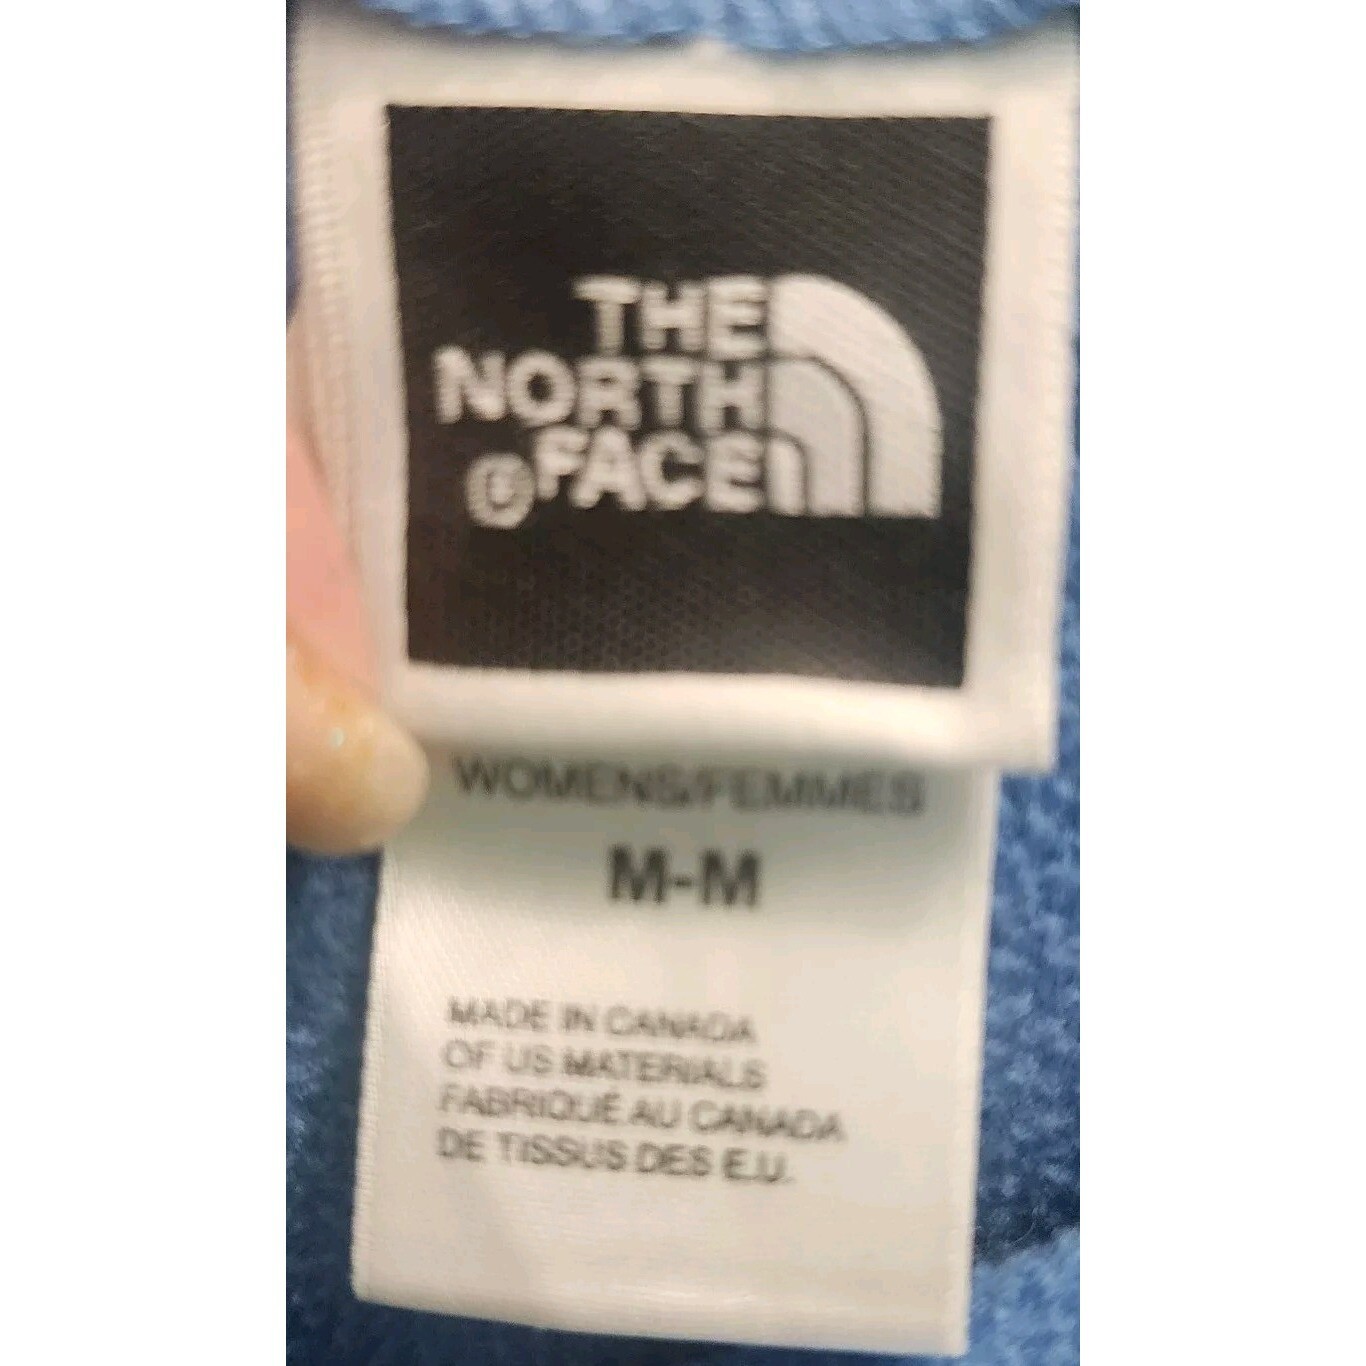 THE
NORTH
®FACE
WOMENS/FEMMES
M-M
MADE IN CANADA
OF US MATERIALS
FABRIQUÉ AU CANADA
DE TISSUS DES E.U.